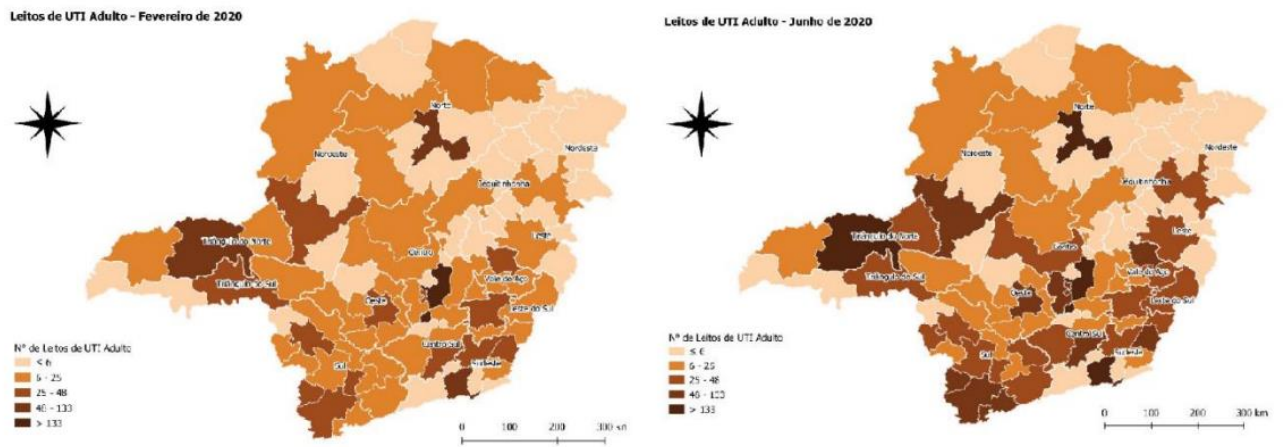 Leitos de UTI Adulto - Fevereiro de 2020
Norte
Noroeste
Nordeste
Jequitinhonha
Triângulo do Norte
Centro
Leste
Vale do Aço
Triângulo do Sul
Oeste
Leste do Sul
Centro Sul
Sudeste
Sul
N° de Leitos de UTI Adulto
≤ 6
6 - 25
25 - 48
48 - 133
> 133
0 100 200 300 km
Leitos de UTI Adulto - Junho de 2020
Norte
Noroeste
Nordeste
Jequitinhonha
Triângulo do Norte
Leste
Vale do Aço
Triângulo do Sul
Oeste
Leste do Sul
Centro Sul
Sudeste
Sul
N° de Leitos de UTI Adulto
≤ 6
6 - 25
25 - 48
48 - 133
> 133
0 100 200 300 km